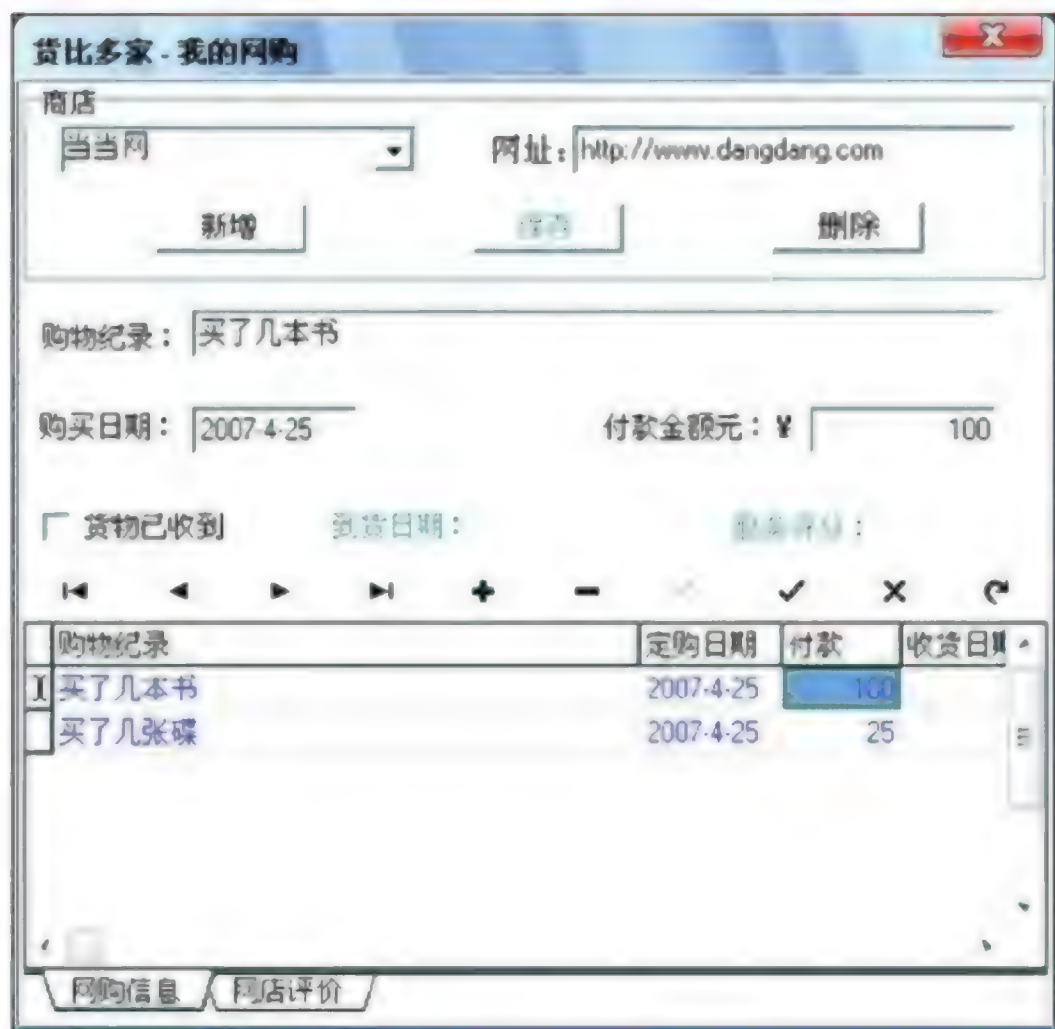 货比多家 - 我的网购
商店
当当网 网址: http://www.dangdang.com
新增 删除
购物纪录: 买了几本书
购买日期: 2007-4-25 付款金额元: ¥ 100
货物已收到 到货日期:
购物纪录 定购日期 付款 收货日期
买了几本书 2007-4-25 100
买了几张碟 2007-4-25 25
网购信息 网店评价